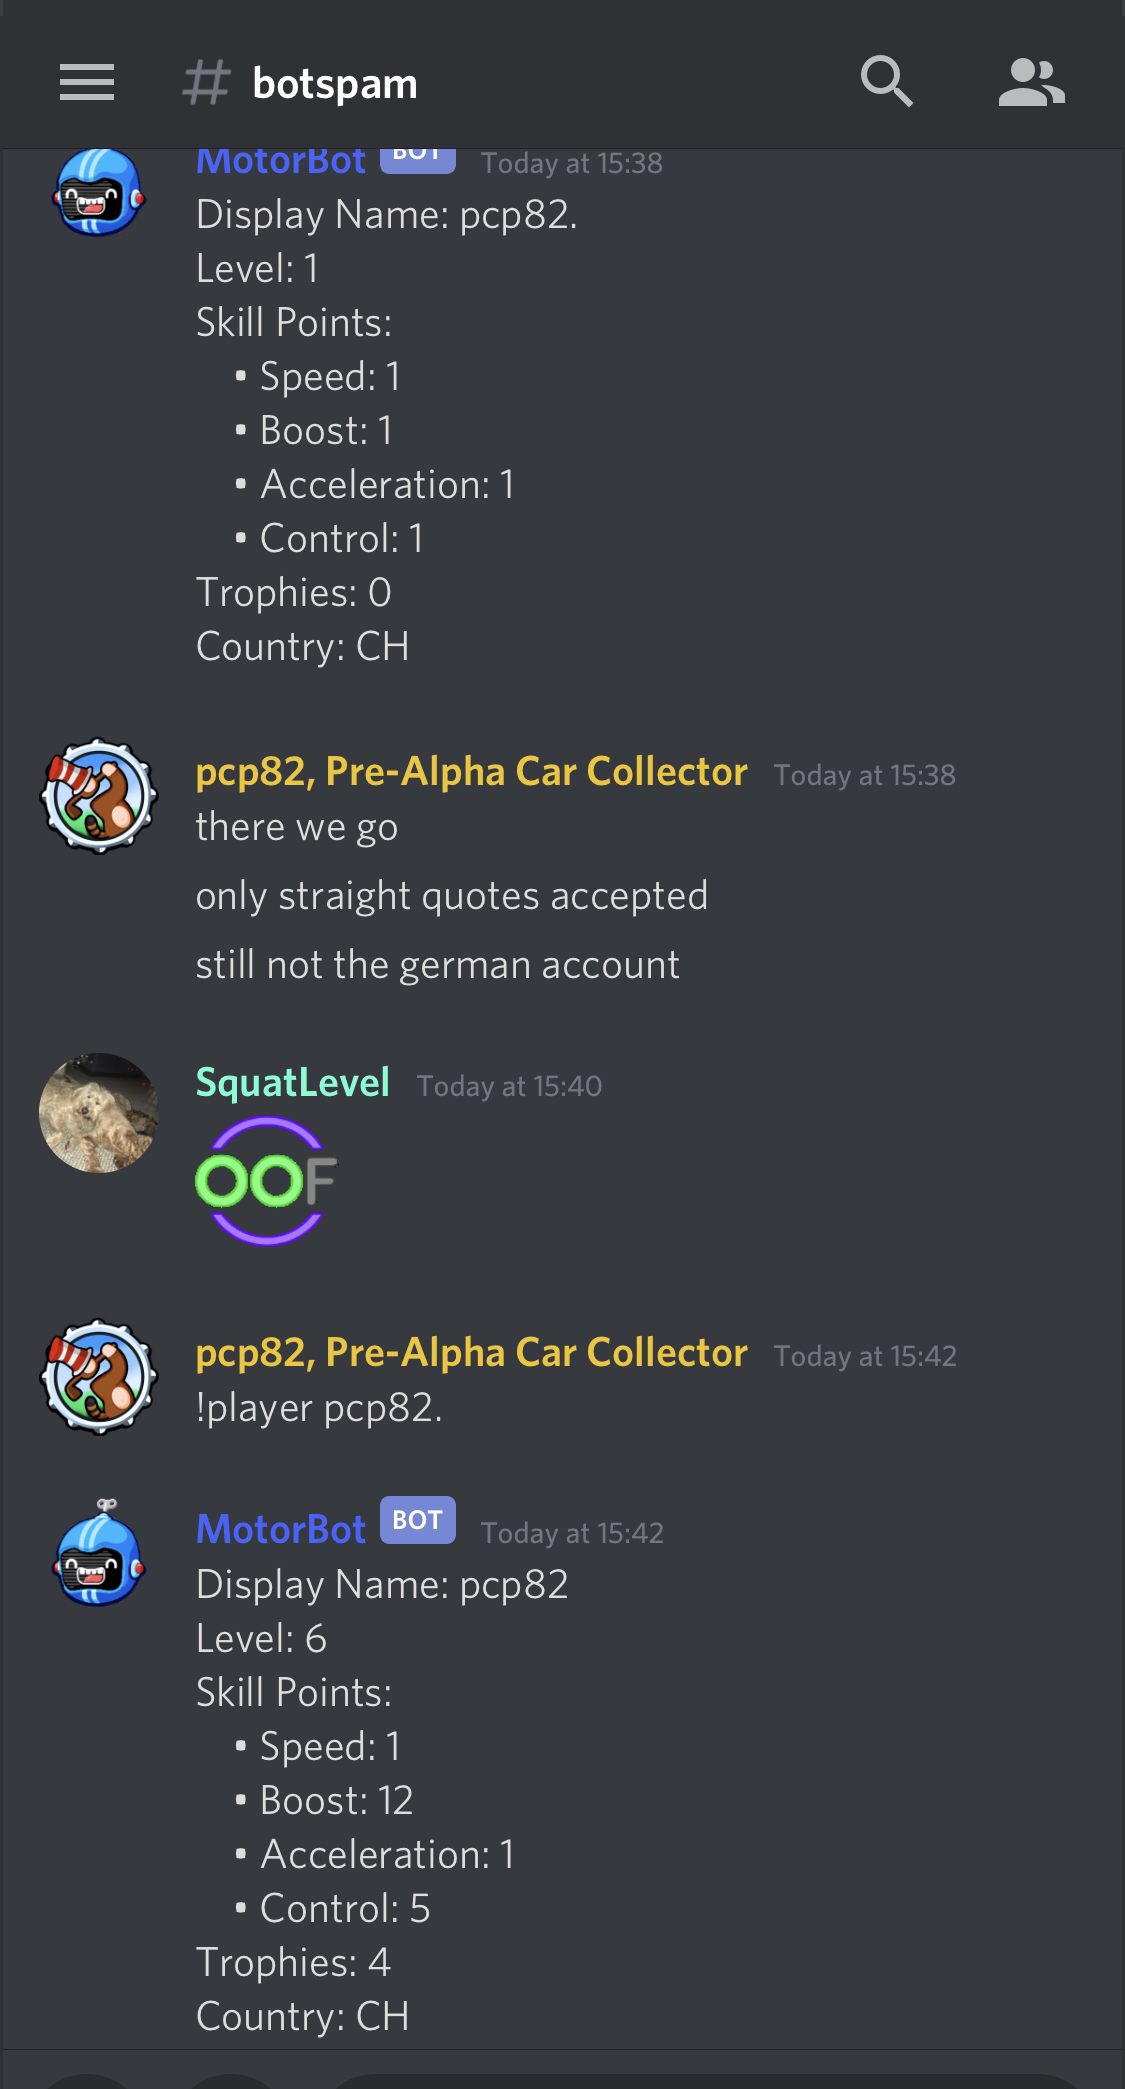 # botspam
MotorBot BOT Today at 15:38
Display Name: pcp82.
Level: 1
Skill Points:
• Speed: 1
• Boost: 1
• Acceleration: 1
• Control: 1
Trophies: 0
Country: CH
pcp82, Pre-Alpha Car Collector Today at 15:38
there we go
only straight quotes accepted
still not the german account
SquatLevel Today at 15:40
OOF
pcp82, Pre-Alpha Car Collector Today at 15:42
!player pcp82.
MotorBot BOT Today at 15:42
Display Name: pcp82
Level: 6
Skill Points:
• Speed: 1
• Boost: 12
• Acceleration: 1
• Control: 5
Trophies: 4
Country: CH